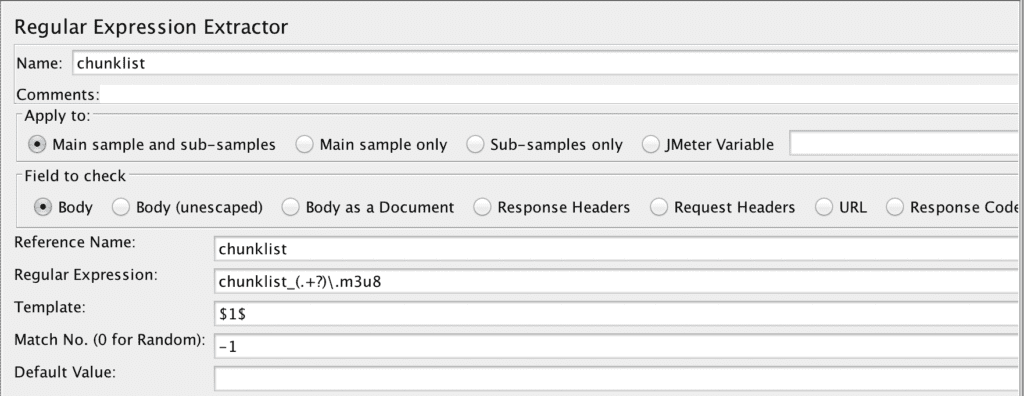 Regular Expression Extractor
Name: chunklist
Comments:
Apply to:
Main sample and sub-samples Main sample only Sub-samples only JMeter Variable
Field to check
Body Body (unescaped) Body as a Document Response Headers Request Headers URL Response Code
Reference Name: chunklist
Regular Expression: chunklist_(.+?)\.m3u8
Template: $1$
Match No. (0 for Random): -1
Default Value: